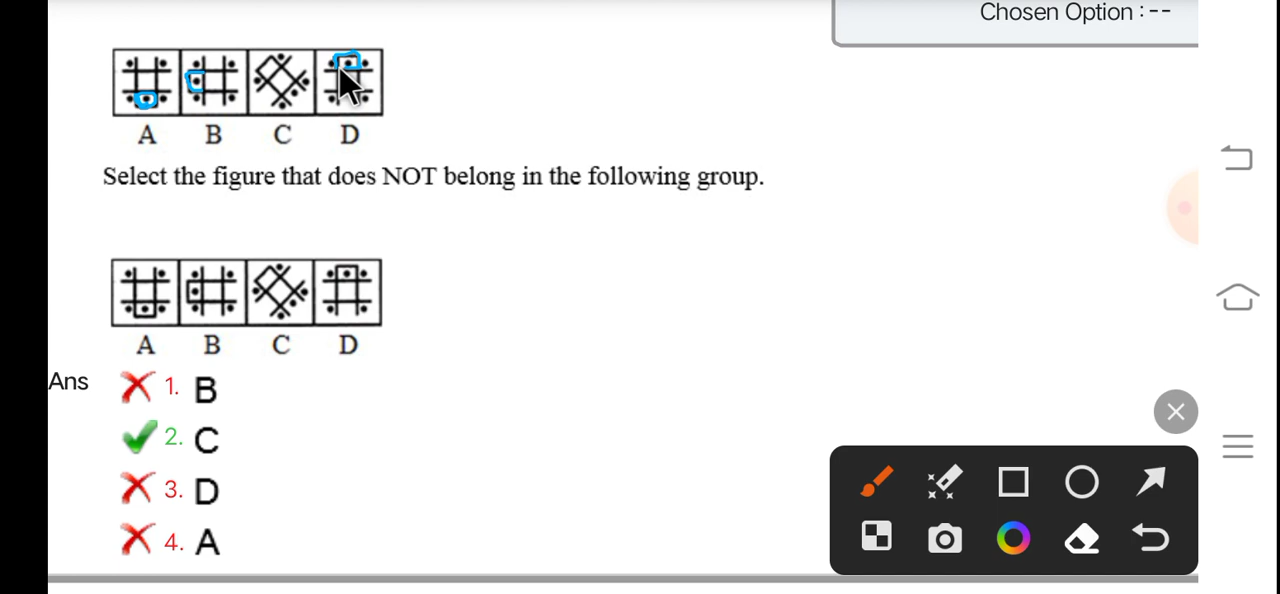 Chosen Option : --
A B C D
Select the figure that does NOT belong in the following group.
A B C D
Ans
1. B
2. C
3. D
4. A